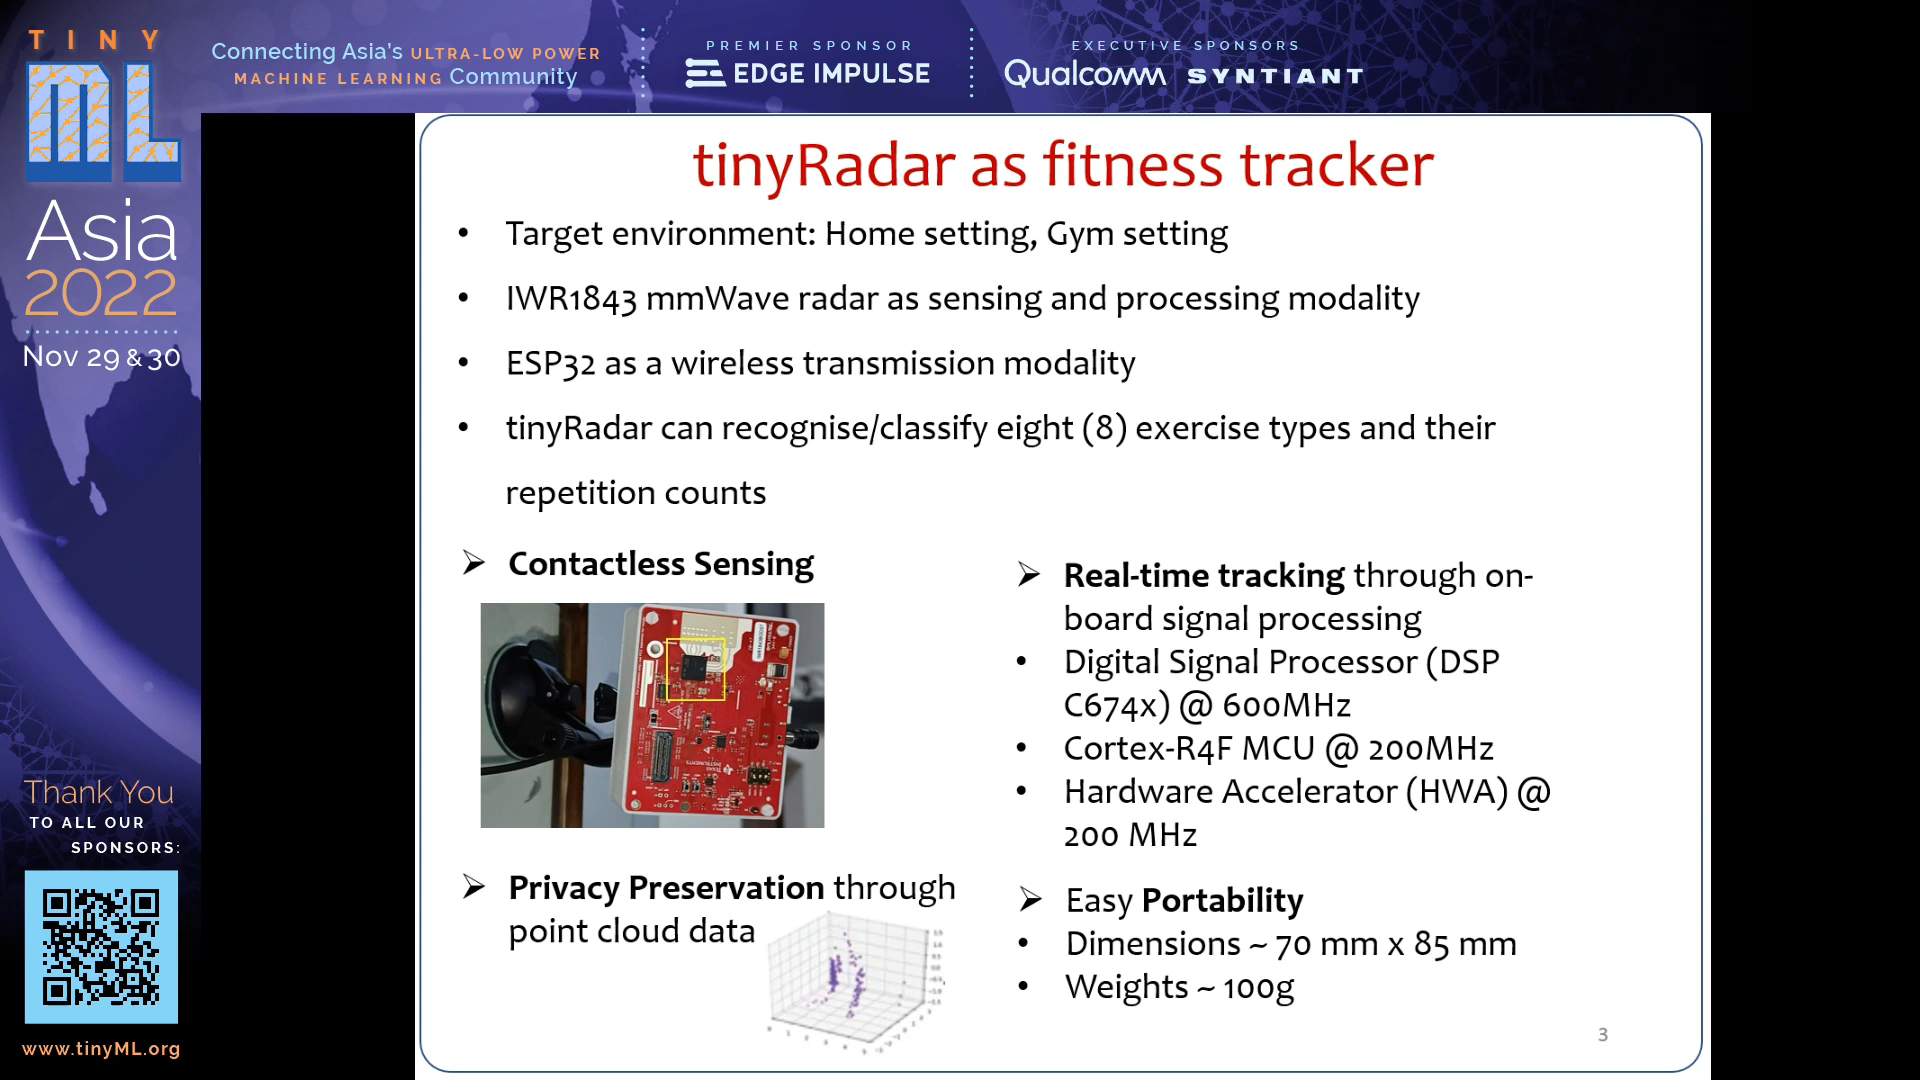 TINY
ML
Asia
2022
Nov 29 & 30
Connecting Asia's ULTRA-LOW POWER
MACHINE LEARNING Community
PREMIER SPONSOR
EDGE IMPULSE
EXECUTIVE SPONSORS
Qualcomm SYNTIANT
tinyRadar as fitness tracker
• Target environment: Home setting, Gym setting
• IWR1843 mmWave radar as sensing and processing modality
• ESP32 as a wireless transmission modality
• tinyRadar can recognise/classify eight (8) exercise types and their
repetition counts
➢ Contactless Sensing
➢ Privacy Preservation through
point cloud data
➢ Real-time tracking through on-
board signal processing
• Digital Signal Processor (DSP
C674x) @ 600MHz
• Cortex-R4F MCU @ 200MHz
• Hardware Accelerator (HWA) @
200 MHz
➢ Easy Portability
• Dimensions ~ 70 mm x 85 mm
• Weights ~ 100g
3
Thank You
TO ALL OUR
SPONSORS:
www.tinyML.org